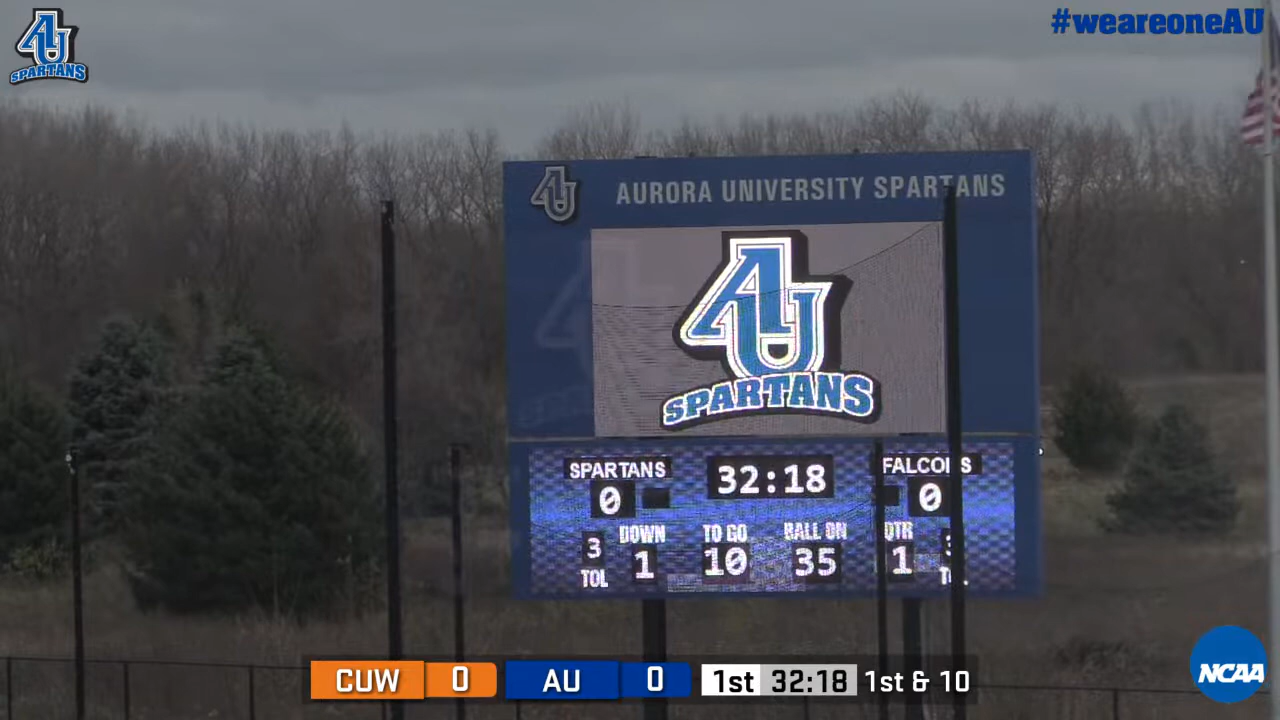 AU
SPARTANS
#weareoneAU
AU
AURORA UNIVERSITY SPARTANS
AU
SPARTANS
SPARTANS
32:18
FALCONS
0
0
DOWN
TO GO
BALL ON
QTR
3
1
10
35
1
TOL
CUW 0 AU 0 1st 32:18 1st & 10
NCAA